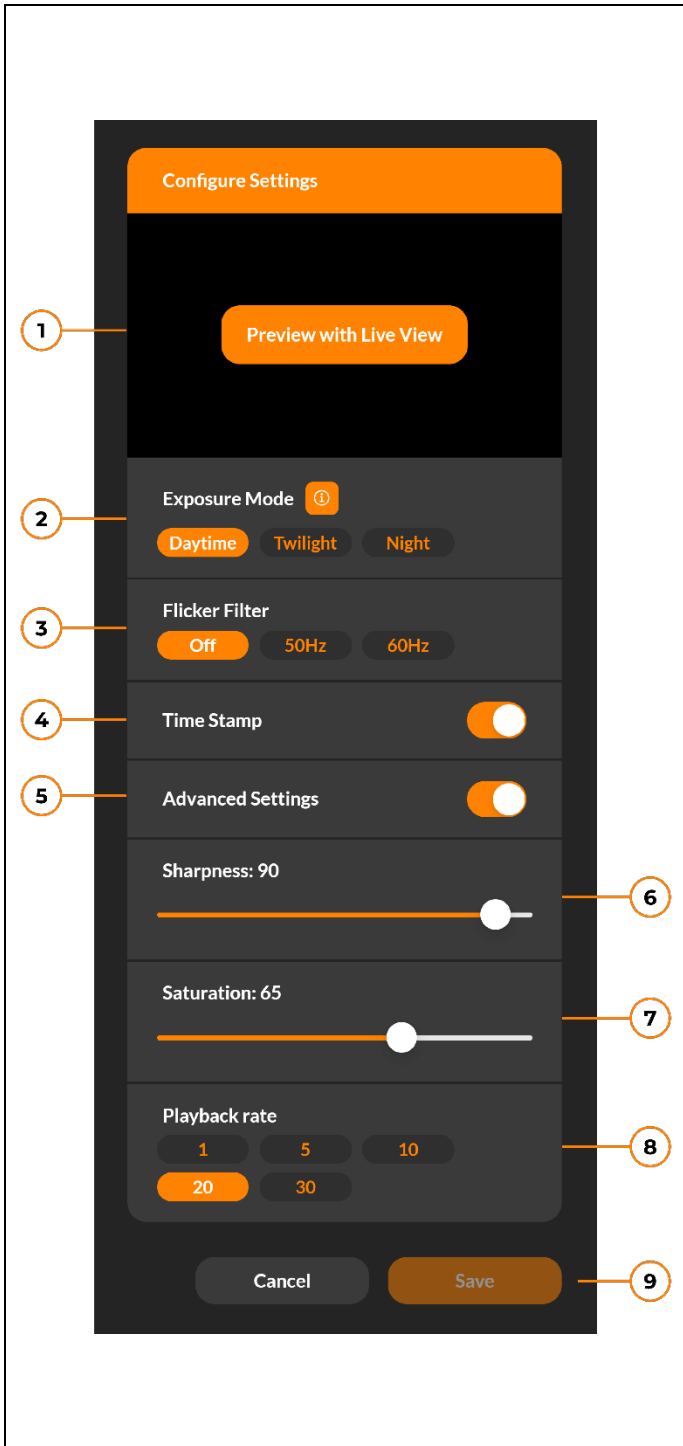 Configure Settings
1
Preview with Live View
2
Exposure Mode
Daytime Twilight Night
3
Flicker Filter
Off 50Hz 60Hz
4
Time Stamp
5
Advanced Settings
Sharpness: 90
6
Saturation: 65
7
Playback rate
1 5 10
8
20 30
Cancel Save
9